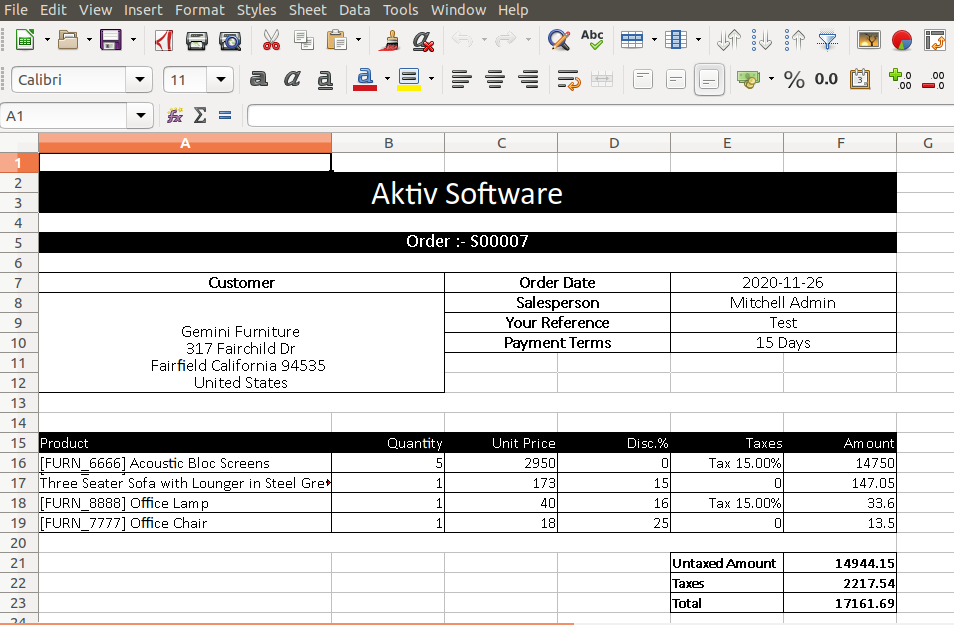 File Edit View Insert Format Styles Sheet Data Tools Window Help
Abc
Calibri 11 a a a a % 0.0 3 0.00 .00
A1 fx Σ =
A B C D E F G
1
2
Aktiv Software
3
4
5 Order :- S00007
6
7 Customer Order Date 2020-11-26
8 Salesperson Mitchell Admin
9 Your Reference Test
Gemini Furniture
10 317 Fairchild Dr Payment Terms 15 Days
11 Fairfield California 94535
12 United States
13
14
15 Product Quantity Unit Price Disc.% Taxes Amount
16 [FURN_6666] Acoustic Bloc Screens 5 2950 0 Tax 15.00% 14750
17 Three Seater Sofa with Lounger in Steel Gre 1 173 15 0 147.05
18 [FURN_8888] Office Lamp 1 40 16 Tax 15.00% 33.6
19 [FURN_7777] Office Chair 1 18 25 0 13.5
20
21 Untaxed Amount 14944.15
22 Taxes 2217.54
23 Total 17161.69
24